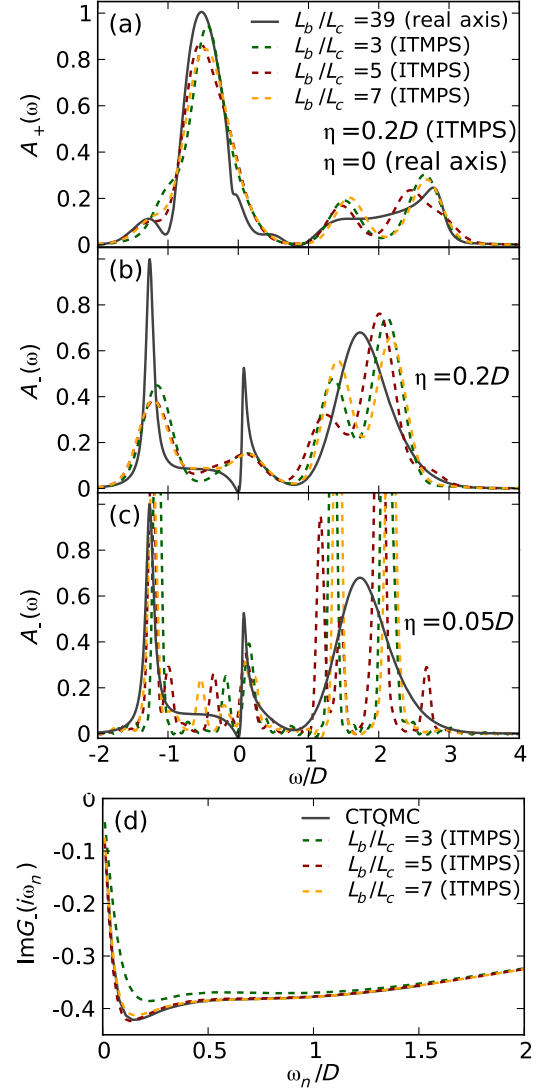 (a)
L_b/L_c =39 (real axis)
L_b/L_c =3 (ITMPS)
L_b/L_c =5 (ITMPS)
L_b/L_c =7 (ITMPS)
η=0.2D (ITMPS)
η=0 (real axis)
A_+(ω)
1
0.8
0.6
0.4
0.2
0
(b)
η=0.2D
A_-(ω)
0.8
0.6
0.4
0.2
0
(c)
η=0.05D
A_-(ω)
0.8
0.6
0.4
0.2
0
-2 -1 0 1 2 3 4
ω/D
(d)
CTQMC
L_b/L_c =3 (ITMPS)
L_b/L_c =5 (ITMPS)
L_b/L_c =7 (ITMPS)
ImG_-(iω_n)
0
-0.1
-0.2
-0.3
-0.4
0 0.5 1 1.5 2
ω_n/D